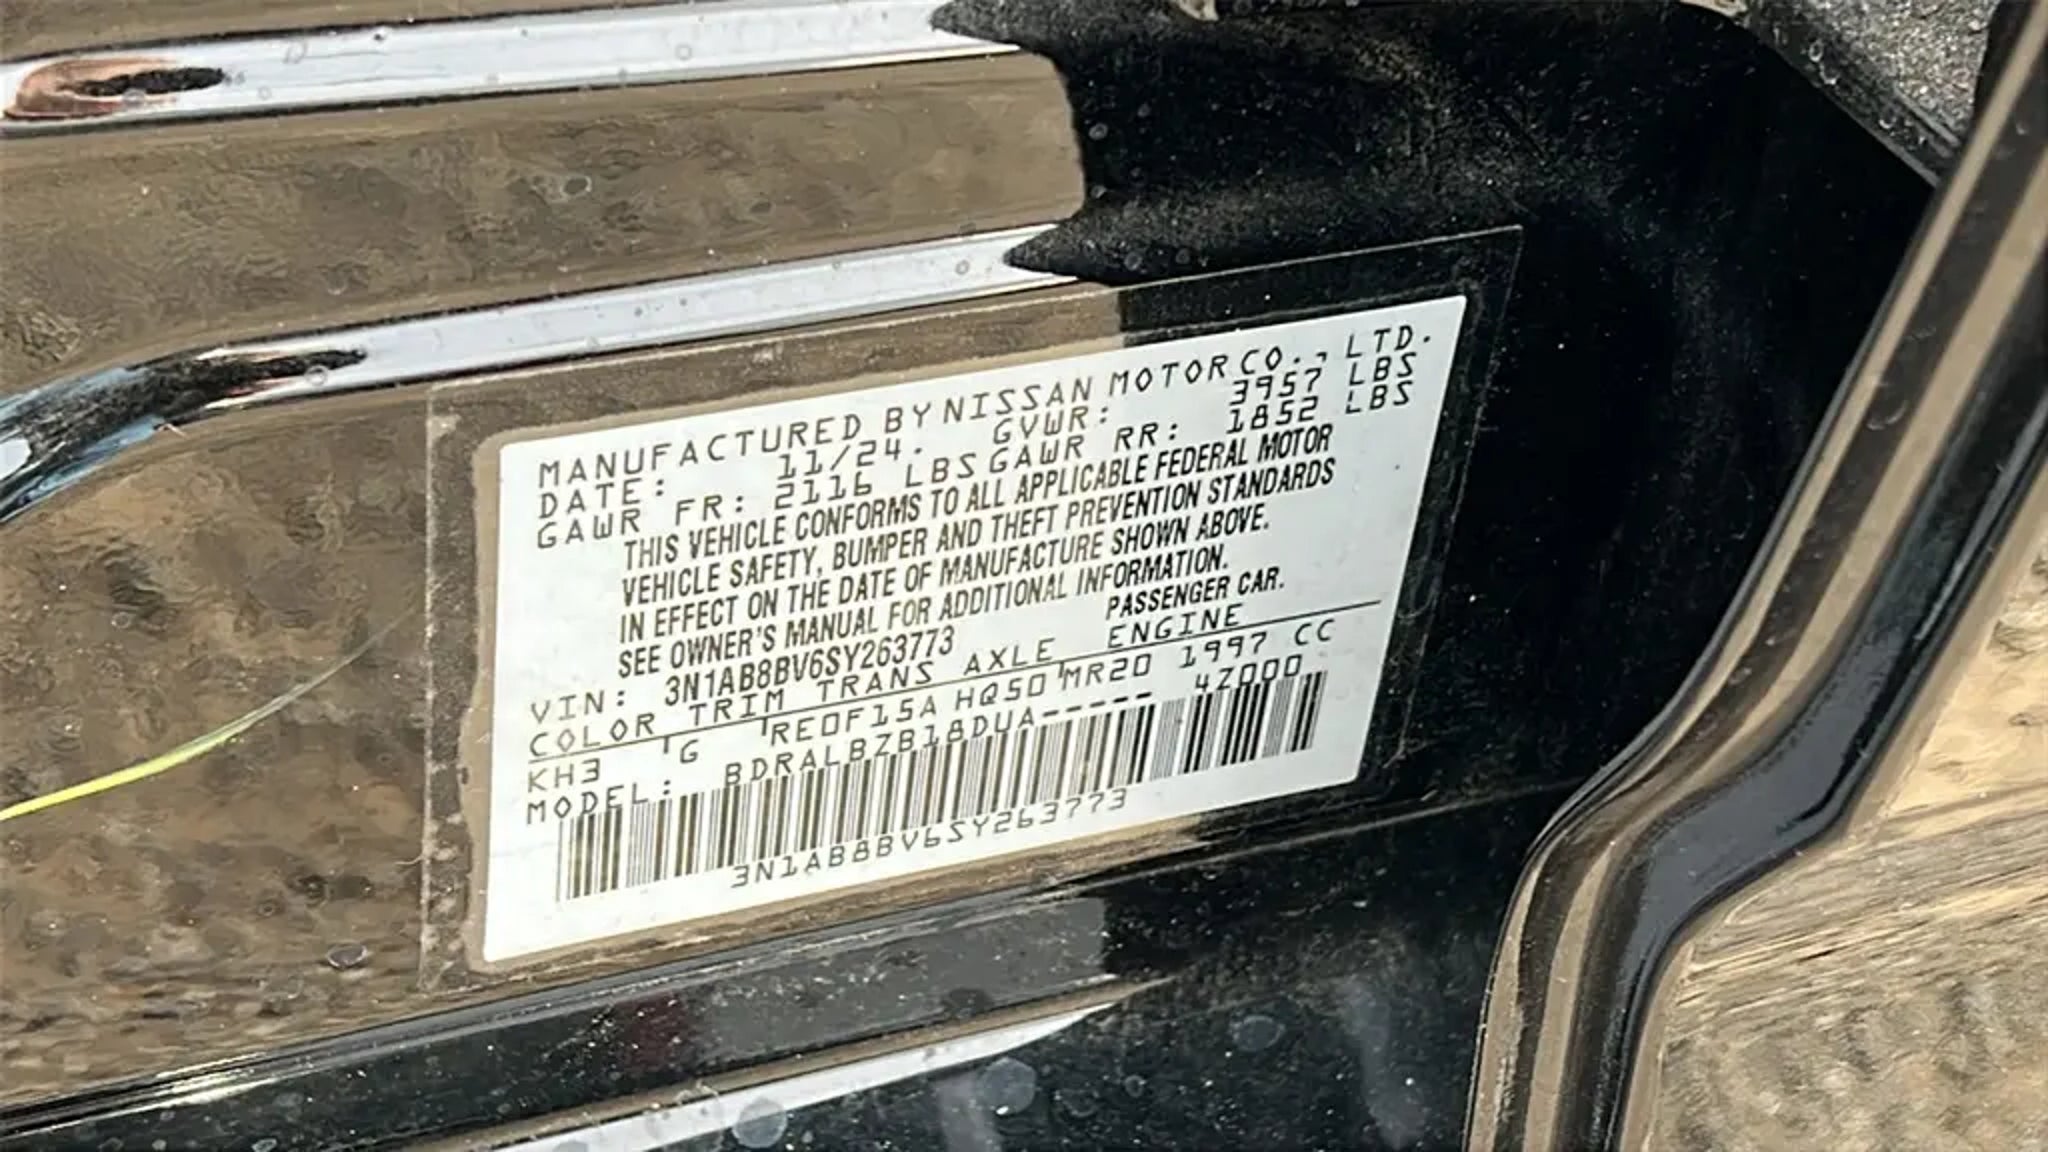 MANUFACTURED BY NISSAN MOTOR CO., LTD.
DATE: 11/24. GVWR: 3957 LBS
GAWR FR: 2116 LBS GAWR RR: 1852 LBS
THIS VEHICLE CONFORMS TO ALL APPLICABLE FEDERAL MOTOR
VEHICLE SAFETY, BUMPER AND THEFT PREVENTION STANDARDS
IN EFFECT ON THE DATE OF MANUFACTURE SHOWN ABOVE.
SEE OWNER'S MANUAL FOR ADDITIONAL INFORMATION.
VIN: 3N1AB8BV6SY263773 PASSENGER CAR.
COLOR TRIM TRANS AXLE ENGINE
KH3 G RE0F15A HQ50 MR20 1997 CC
MODEL: BDRALBZB18DUA----- 4Z000
3N1AB8BV6SY263773